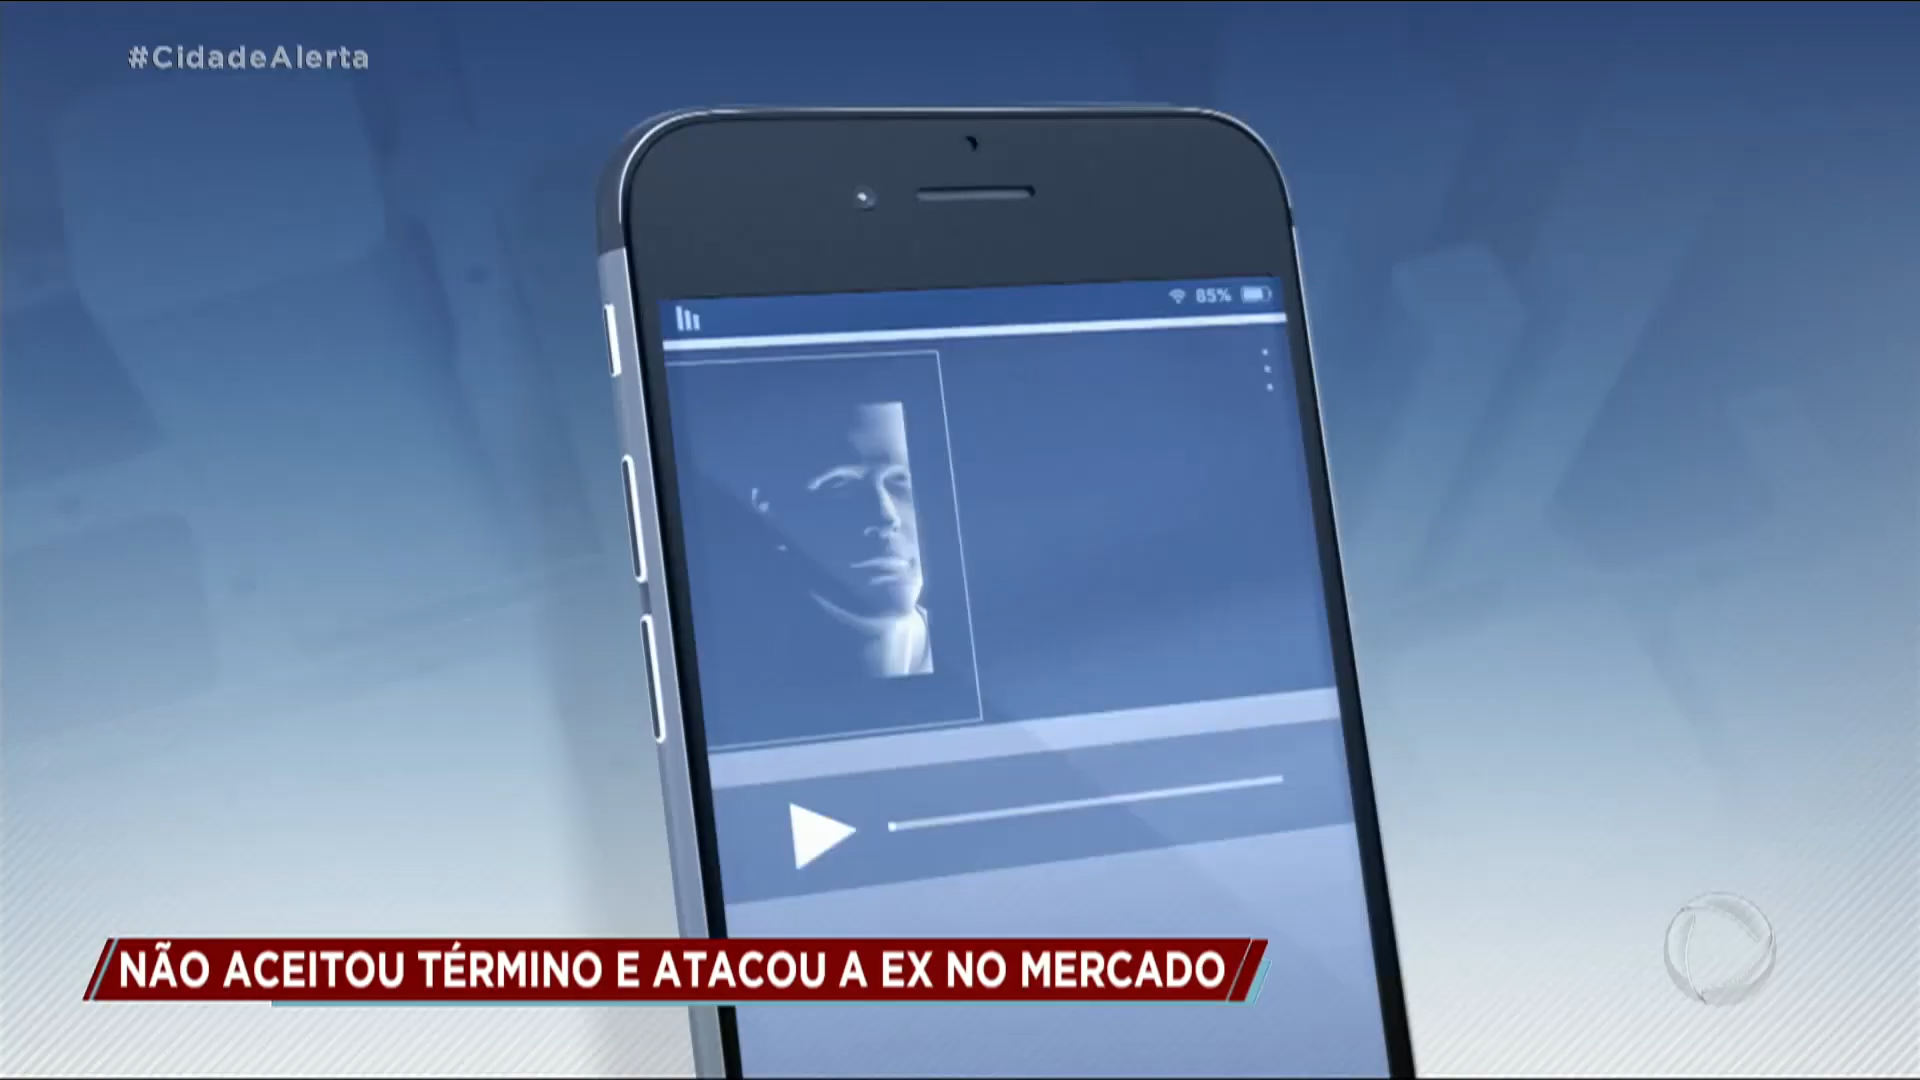 #CidadeAlerta
85%
NÃO ACEITOU TÉRMINO E ATACOU A EX NO MERCADO